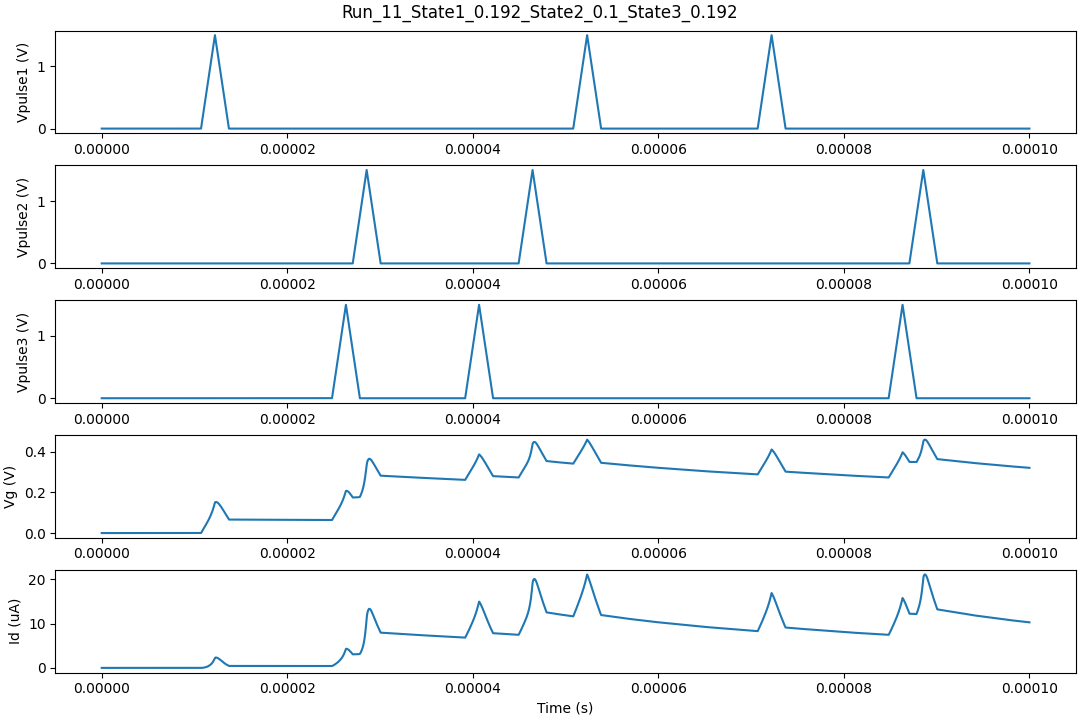 Run_11_State1_0.192_State2_0.1_State3_0.192
Vpulse1 (V)
1
0
0.00000 0.00002 0.00004 0.00006 0.00008 0.00010
Vpulse2 (V)
1
0
0.00000 0.00002 0.00004 0.00006 0.00008 0.00010
Vpulse3 (V)
1
0
0.00000 0.00002 0.00004 0.00006 0.00008 0.00010
Vg (V)
0.4
0.2
0.0
0.00000 0.00002 0.00004 0.00006 0.00008 0.00010
Id (uA)
20
10
0
0.00000 0.00002 0.00004 0.00006 0.00008 0.00010
Time (s)